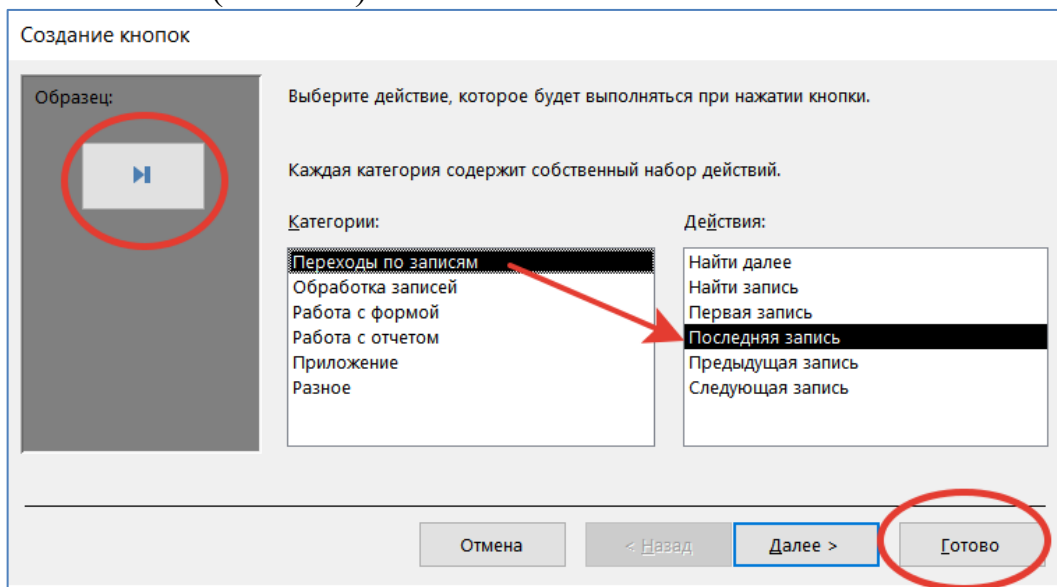 Создание кнопок
Образец:
Выберите действие, которое будет выполняться при нажатии кнопки.
Каждая категория содержит собственный набор действий.
Категории:
Переходы по записям
Обработка записей
Работа с формой
Работа с отчетом
Приложение
Разное
Действия:
Найти далее
Найти запись
Первая запись
Последняя запись
Предыдущая запись
Следующая запись
Отмена
< Назад
Далее >
Готово